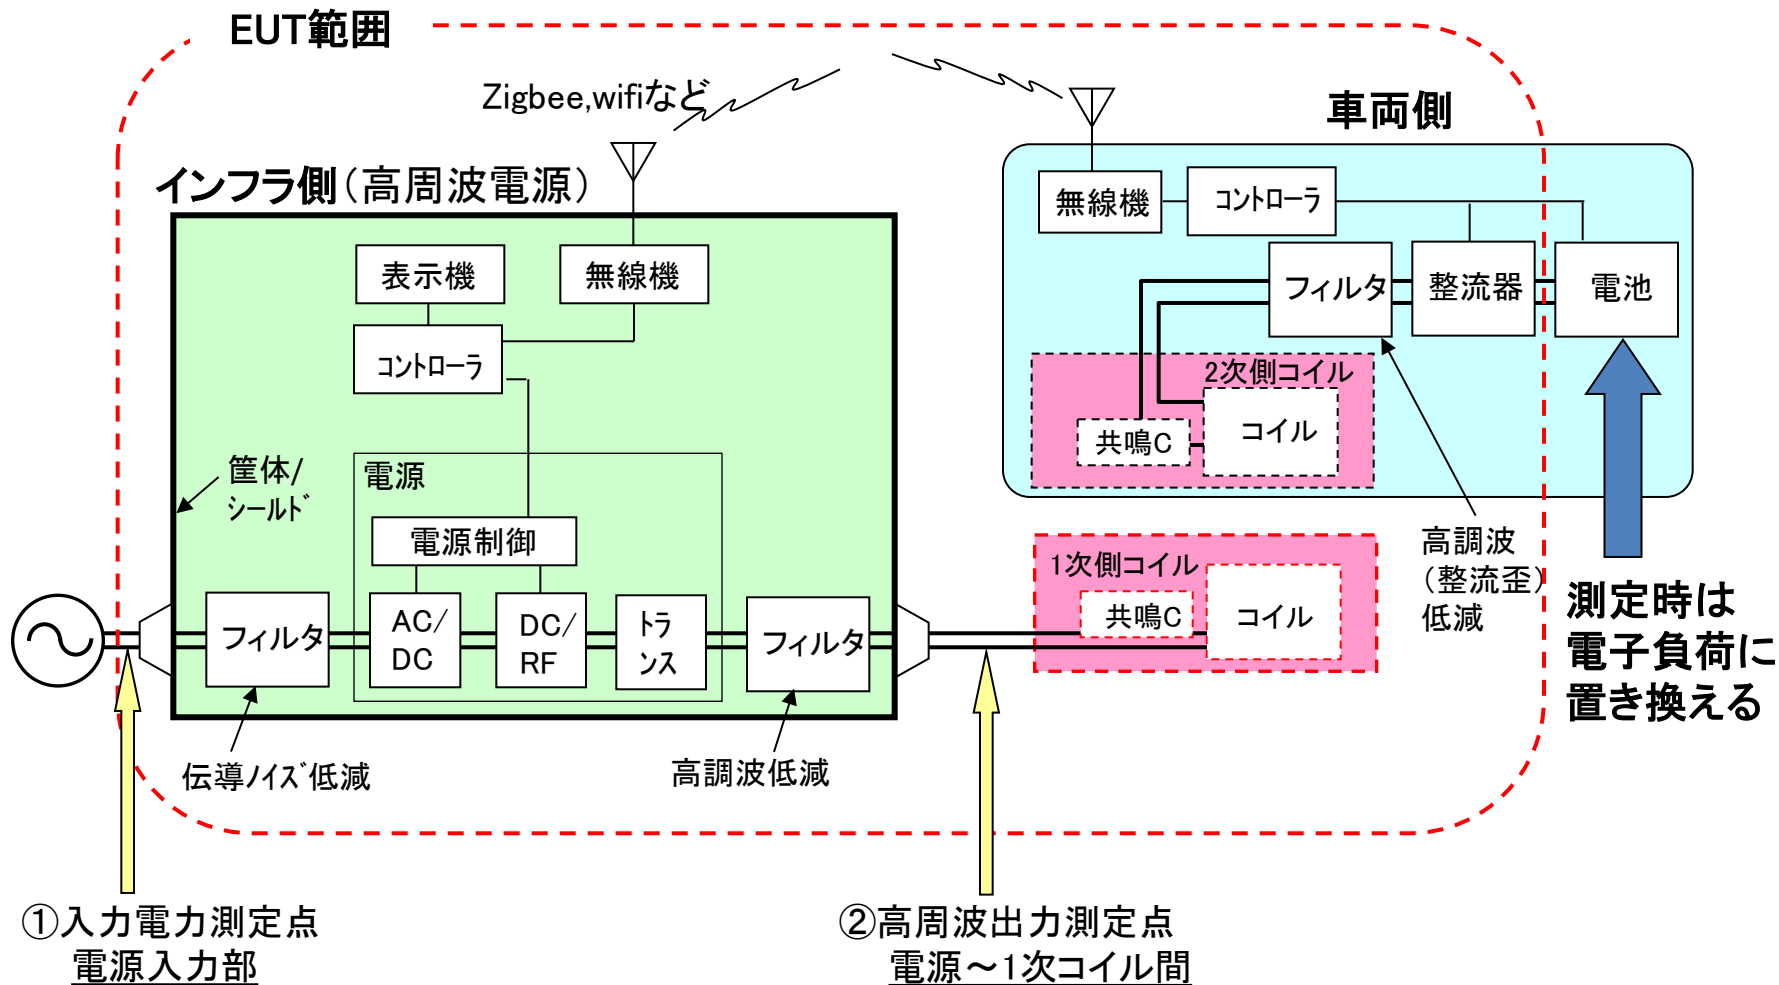 EUT範囲
Zigbee,wifiなど
車両側
インフラ側（高周波電源）
無線機
コントローラ
表示機
無線機
フィルタ
整流器
電池
コントローラ
2次側コイル
コイル
共鳴C
筐体/
シールド
電源
電源制御
高調波
（整流歪）
低減
1次側コイル
共鳴C
コイル
測定時は
電子負荷に
置き換える
フィルタ
AC/
DC
DC/
RF
トラ
ンス
フィルタ
伝導ノイズ低減
高調波低減
①入力電力測定点
電源入力部
②高周波出力測定点
電源～1次コイル間